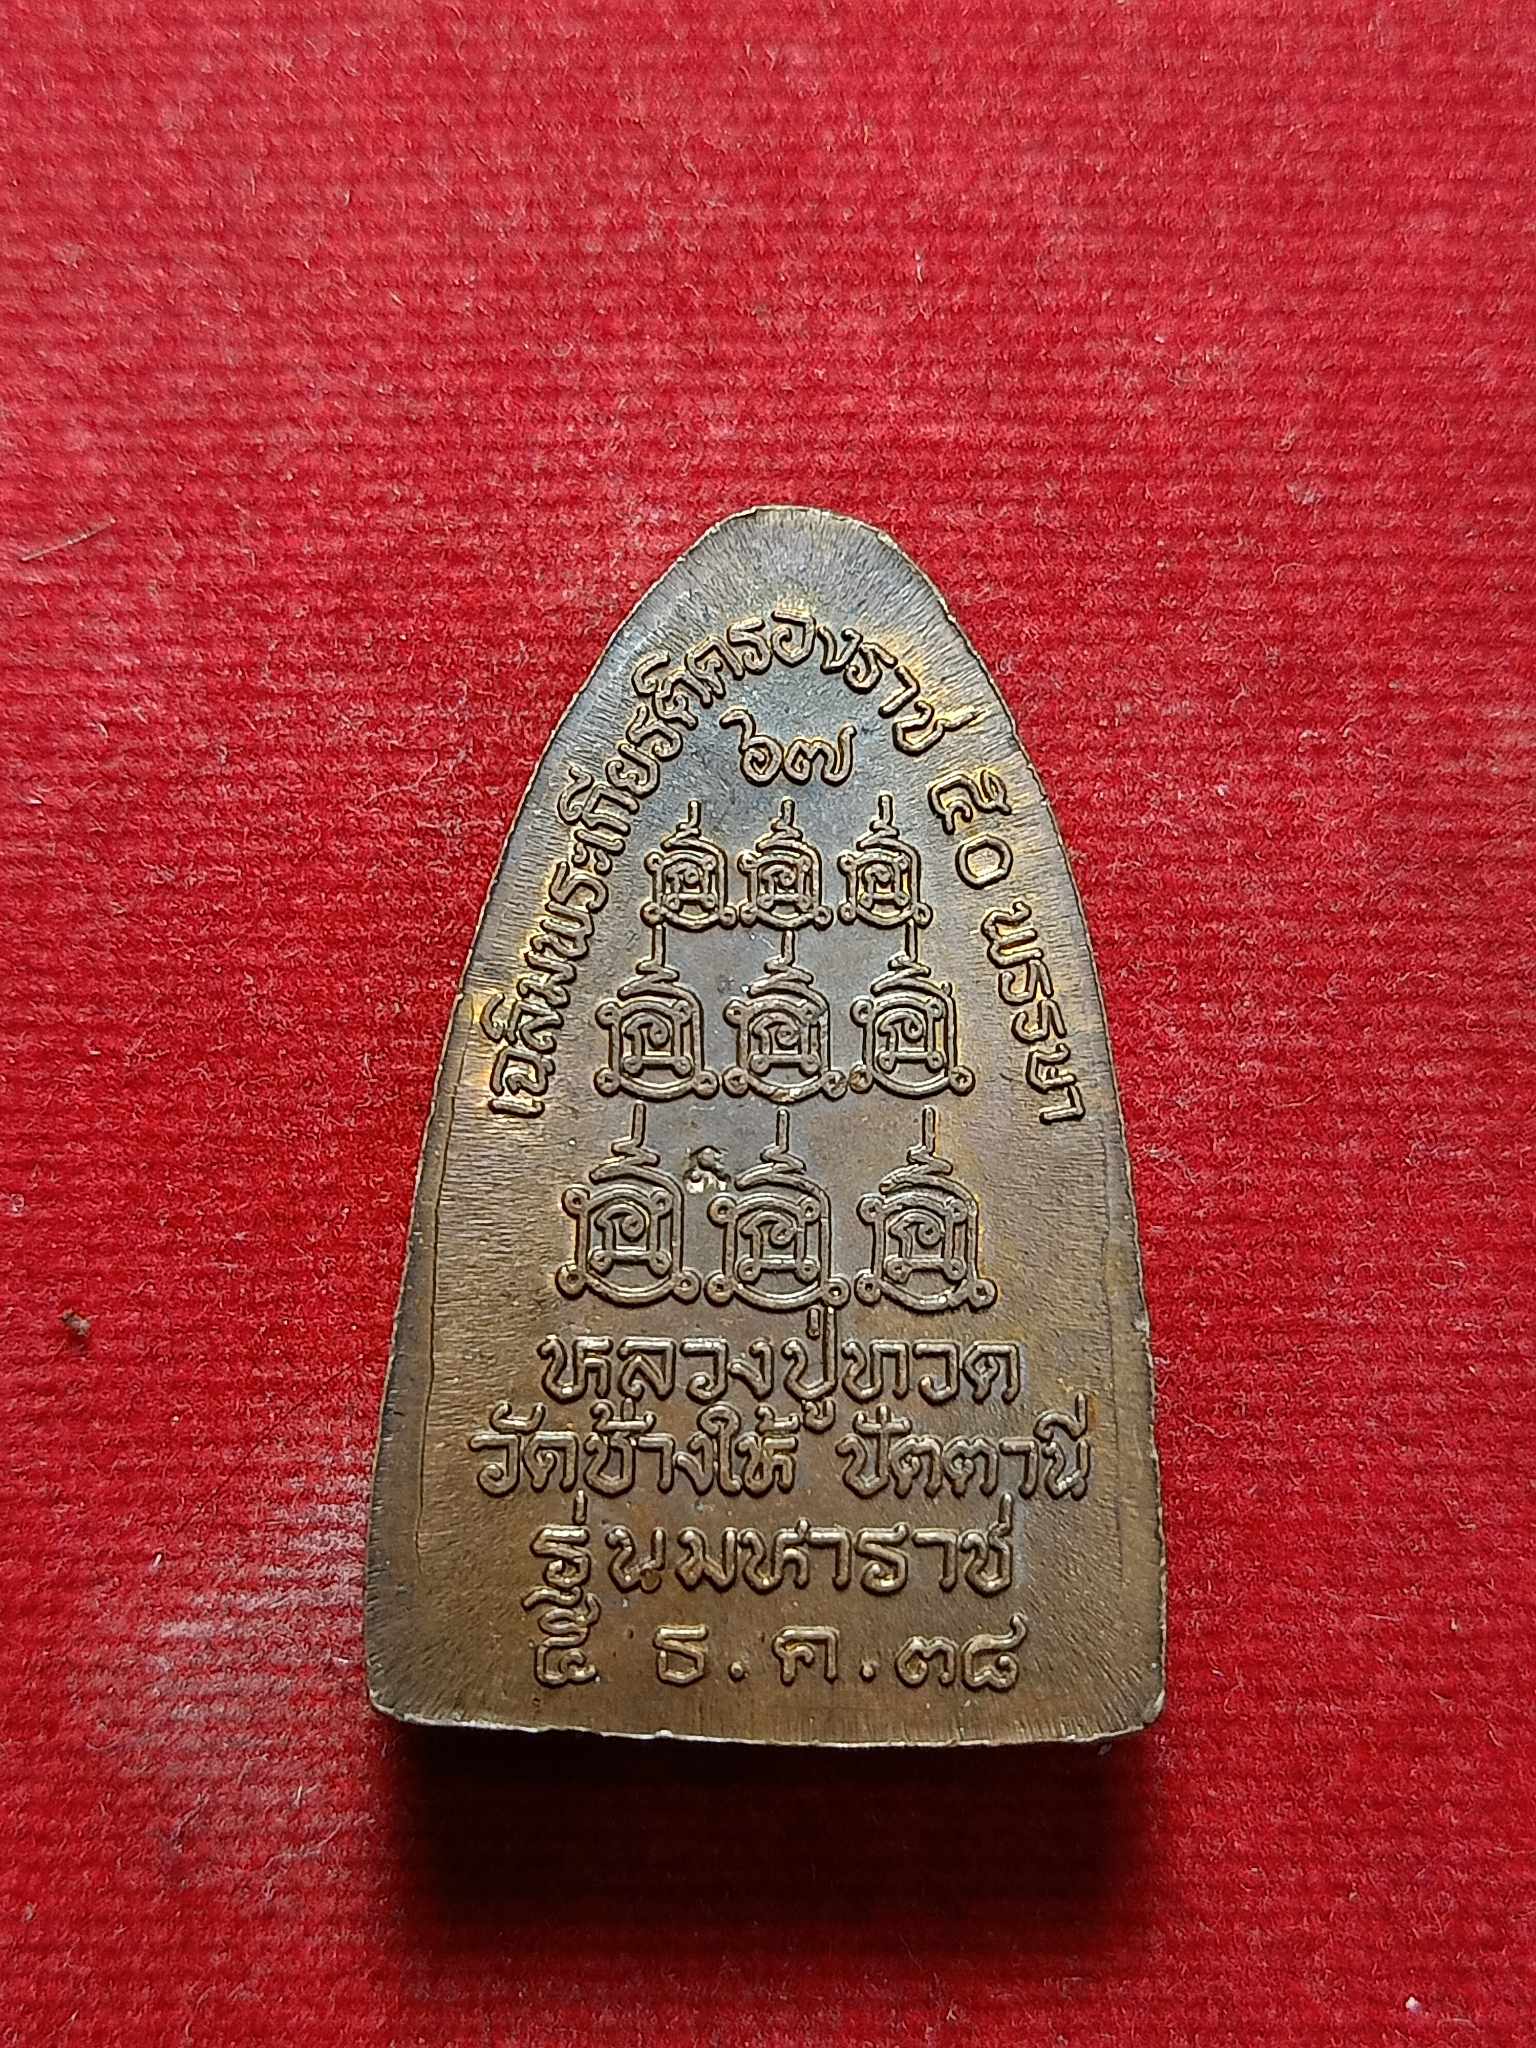 เฉลิมพระเกียรติครองราช ๕๐ พรรษา
๖๗
หลวงปู่ทวด
วัดช้างให้ ปัตตานี
รุ่นมหาราช
๕ ธ.ค.๓๘